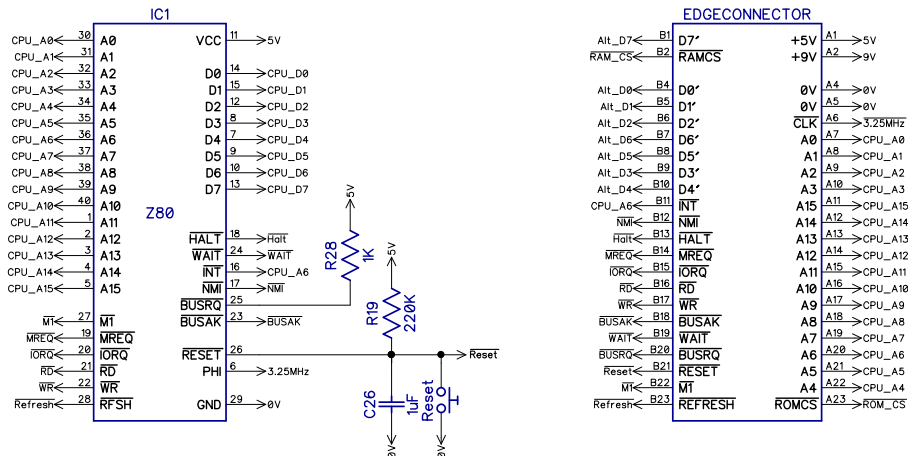 IC1
CPU_A0 30 A0 VCC 11 5V
CPU_A1 31 A1
CPU_A2 32 A2 D0 14 CPU_D0
CPU_A3 33 A3 D1 15 CPU_D1
CPU_A4 34 A4 D2 12 CPU_D2
CPU_A5 35 A5 D3 8 CPU_D3
CPU_A6 36 A6 D4 7 CPU_D4
CPU_A7 37 A7 D5 9 CPU_D5
CPU_A8 38 A8 D6 10 CPU_D6
CPU_A9 39 A9 D7 13 CPU_D7
CPU_A10 40 A10
Z80
CPU_A11 1 A11
CPU_A12 2 A12 HALT 18 Halt
CPU_A13 3 A13 WAIT 24 WAIT
CPU_A14 4 A14 INT 16 CPU_A6
CPU_A15 5 A15 NMI 17 NMI
BUSRQ 25
M1 27 M1 BUSAK 23 BUSAK
MREQ 19 MREQ
IORQ 20 IORQ RESET 26 Reset
RD 21 RD PHI 6 3.25MHz
WR 22 WR
Refresh 28 RFSH GND 29 0V
5V
R28
1K
5V
R19
220K
C26
1uF
Reset
0V
0V
EDGECONNECTOR
Alt_D7 B1 D7′ +5V A1 5V
RAM_CS B2 RAMCS +9V A2 9V
Alt_D0 B4 D0′ 0V A4 0V
Alt_D1 B5 D1′ 0V A5 0V
Alt_D2 B6 D2′ CLK A6 3.25MHz
Alt_D6 B7 D6′ A0 A7 CPU_A0
Alt_D5 B8 D5′ A1 A8 CPU_A1
Alt_D3 B9 D3′ A2 A9 CPU_A2
Alt_D4 B10 D4′ A3 A10 CPU_A3
CPU_A6 B11 INT A15 A11 CPU_A15
NMI B12 NMI A14 A12 CPU_A14
Halt B13 HALT A13 A13 CPU_A13
MREQ B14 MREQ A12 A14 CPU_A12
IORQ B15 IORQ A11 A15 CPU_A11
RD B16 RD A10 A16 CPU_A10
WR B17 WR A9 A17 CPU_A9
BUSAK B18 BUSAK A8 A18 CPU_A8
WAIT B19 WAIT A7 A19 CPU_A7
BUSRQ B20 BUSRQ A6 A20 CPU_A6
Reset B21 RESET A5 A21 CPU_A5
M1 B22 M1 A4 A22 CPU_A4
Refresh B23 REFRESH ROMCS A23 ROM_CS